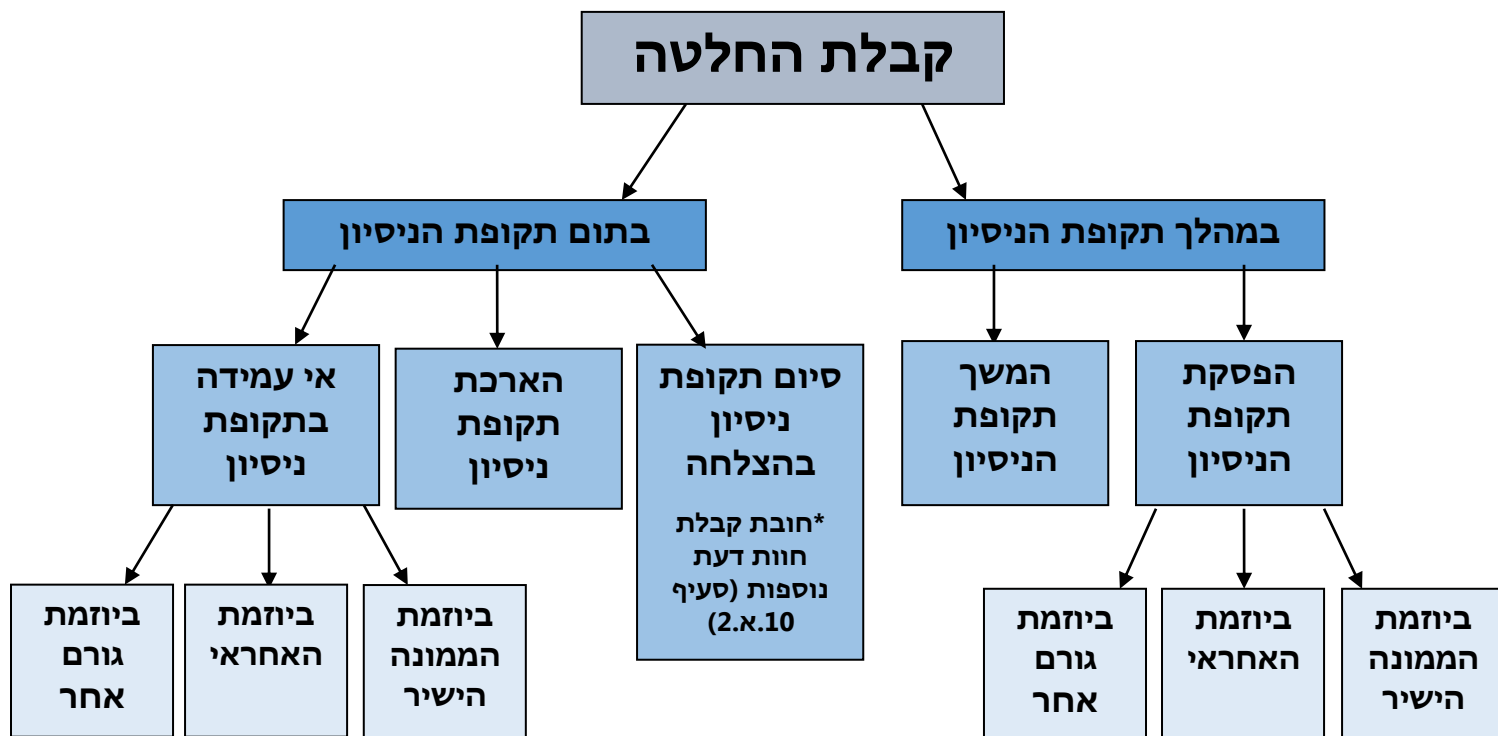 קבלת החלטה
במהלך תקופת הניסיון
בתום תקופת הניסיון
הפסקת
תקופת
הניסיון
המשך
תקופת
הניסיון
סיום תקופת
ניסיון
בהצלחה
*חובת קבלת
חוות דעת
נוספות (סעיף
10.א.2)
הארכת
תקופת
ניסיון
אי עמידה
בתקופת
ניסיון
ביוזמת
הממונה
הישיר
ביוזמת
האחראי
ביוזמת
גורם
אחר
ביוזמת
הממונה
הישיר
ביוזמת
האחראי
ביוזמת
גורם
אחר